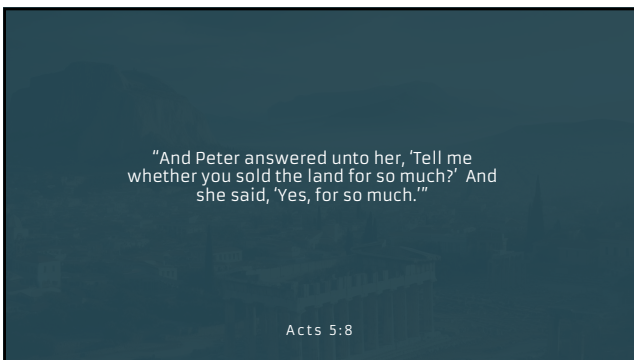 “And Peter answered unto her, ‘Tell me
whether you sold the land for so much?’ And
she said, ‘Yes, for so much.’”
Acts 5:8